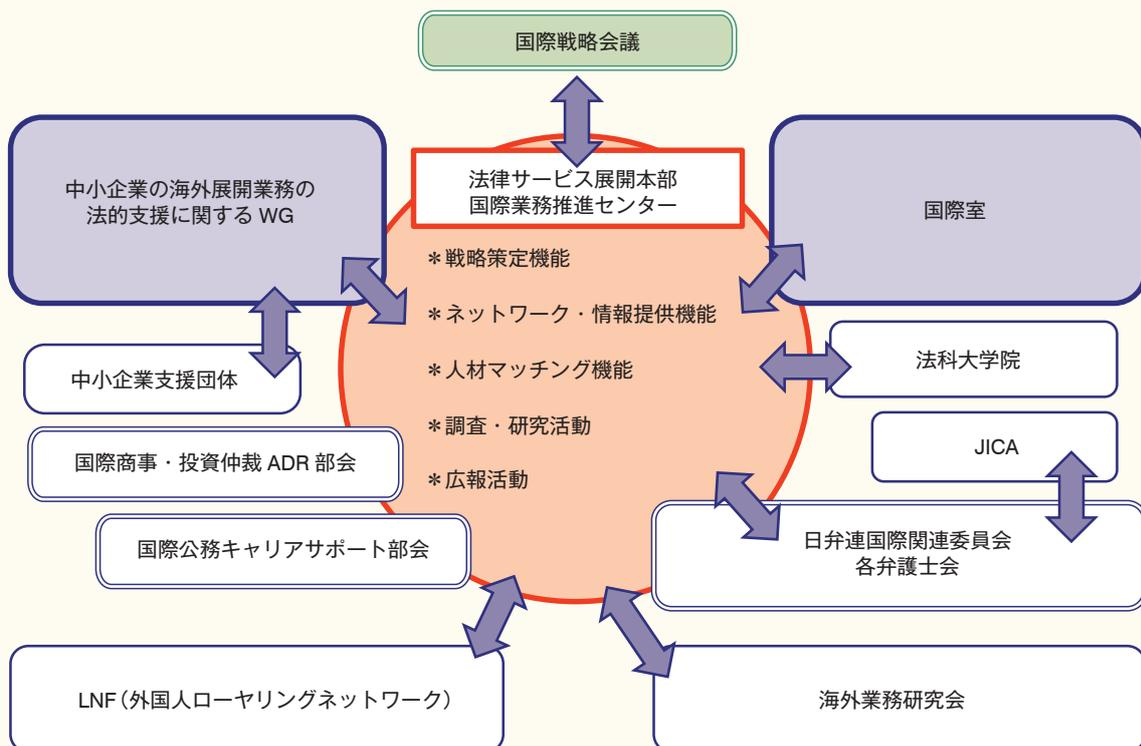 国際戦略会議
中小企業の海外展開業務の
法的支援に関する WG
法律サービス展開本部
国際業務推進センター
国際室
＊戦略策定機能
＊ネットワーク・情報提供機能
＊人材マッチング機能
＊調査・研究活動
＊広報活動
中小企業支援団体
法科大学院
国際商事・投資仲裁 ADR 部会
JICA
国際公務キャリアサポート部会
日弁連国際関連委員会
各弁護士会
LNF（外国人ローヤリングネットワーク）
海外業務研究会